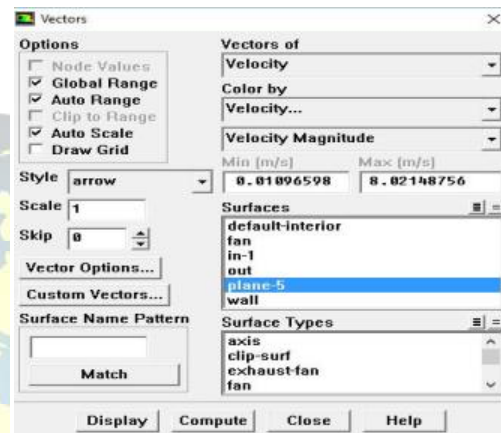 Vectors
Options
Node Values
Global Range
Auto Range
Clip to Range
Auto Scale
Draw Grid
Style arrow
Scale 1
Skip 0
Vector Options...
Custom Vectors...
Surface Name Pattern
Match
Vectors of
Velocity
Color by
Velocity...
Velocity Magnitude
Min (m/s) Max (m/s)
0.01096598 8.02148756
Surfaces
default-interior
fan
in-1
out
plane-5
wall
Surface Types
axis
clip-surf
exhaust-fan
fan
Display Compute Close Help